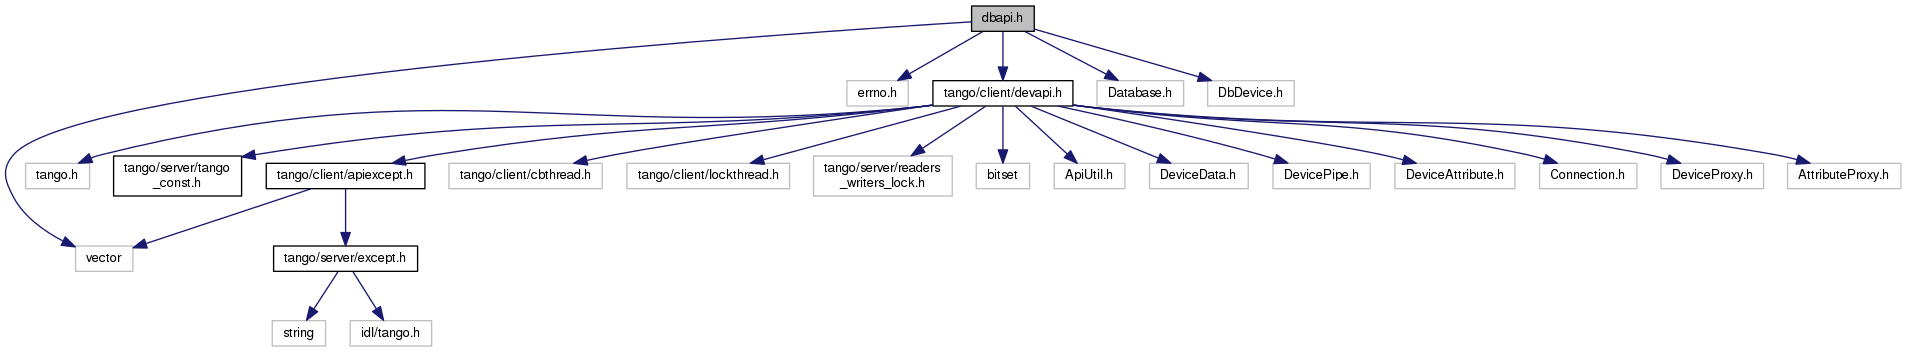 dbapi.h
errno.h
tango/client/devapi.h
Database.h
DbDevice.h
tango.h
tango/server/tango
_const.h
tango/client/apiexcept.h
tango/client/cbthread.h
tango/client/lockthread.h
tango/server/readers
_writers_lock.h
bitset
ApiUtil.h
DeviceData.h
DevicePipe.h
DeviceAttribute.h
Connection.h
DeviceProxy.h
AttributeProxy.h
vector
tango/server/except.h
string
idl/tango.h